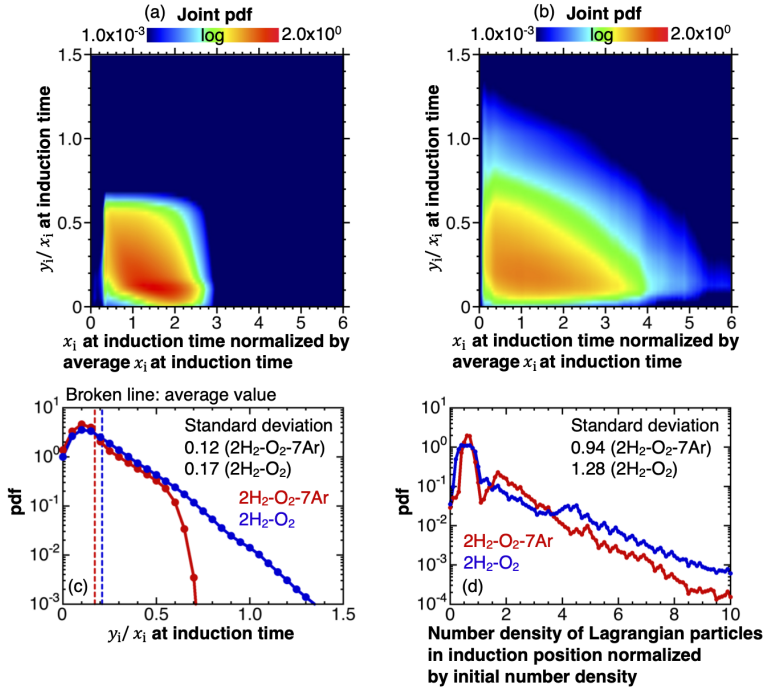 (a) Joint pdf
1.0x10⁻³ log 2.0x10⁰
1.5
1.0
0.5
0
yᵢ/ xᵢ at induction time
0 1 2 3 4 5 6
xᵢ at induction time normalized by
average xᵢ at induction time
(b) Joint pdf
1.0x10⁻³ log 2.0x10⁰
1.5
1.0
0.5
0
yᵢ/ xᵢ at induction time
0 1 2 3 4 5 6
xᵢ at induction time normalized by
average xᵢ at induction time
Broken line: average value
10¹
10⁰
10⁻¹
10⁻²
10⁻³
pdf
Standard deviation
0.12 (2H₂-O₂-7Ar)
0.17 (2H₂-O₂)
2H₂-O₂-7Ar
2H₂-O₂
(c)
0 0.5 1.0 1.5
yᵢ/ xᵢ at induction time
10¹
10⁰
10⁻¹
10⁻²
10⁻³
10⁻⁴
pdf
Standard deviation
0.94 (2H₂-O₂-7Ar)
1.28 (2H₂-O₂)
2H₂-O₂-7Ar
2H₂-O₂
(d)
0 2 4 6 8 10
Number density of Lagrangian particles
in induction position normalized
by initial number density